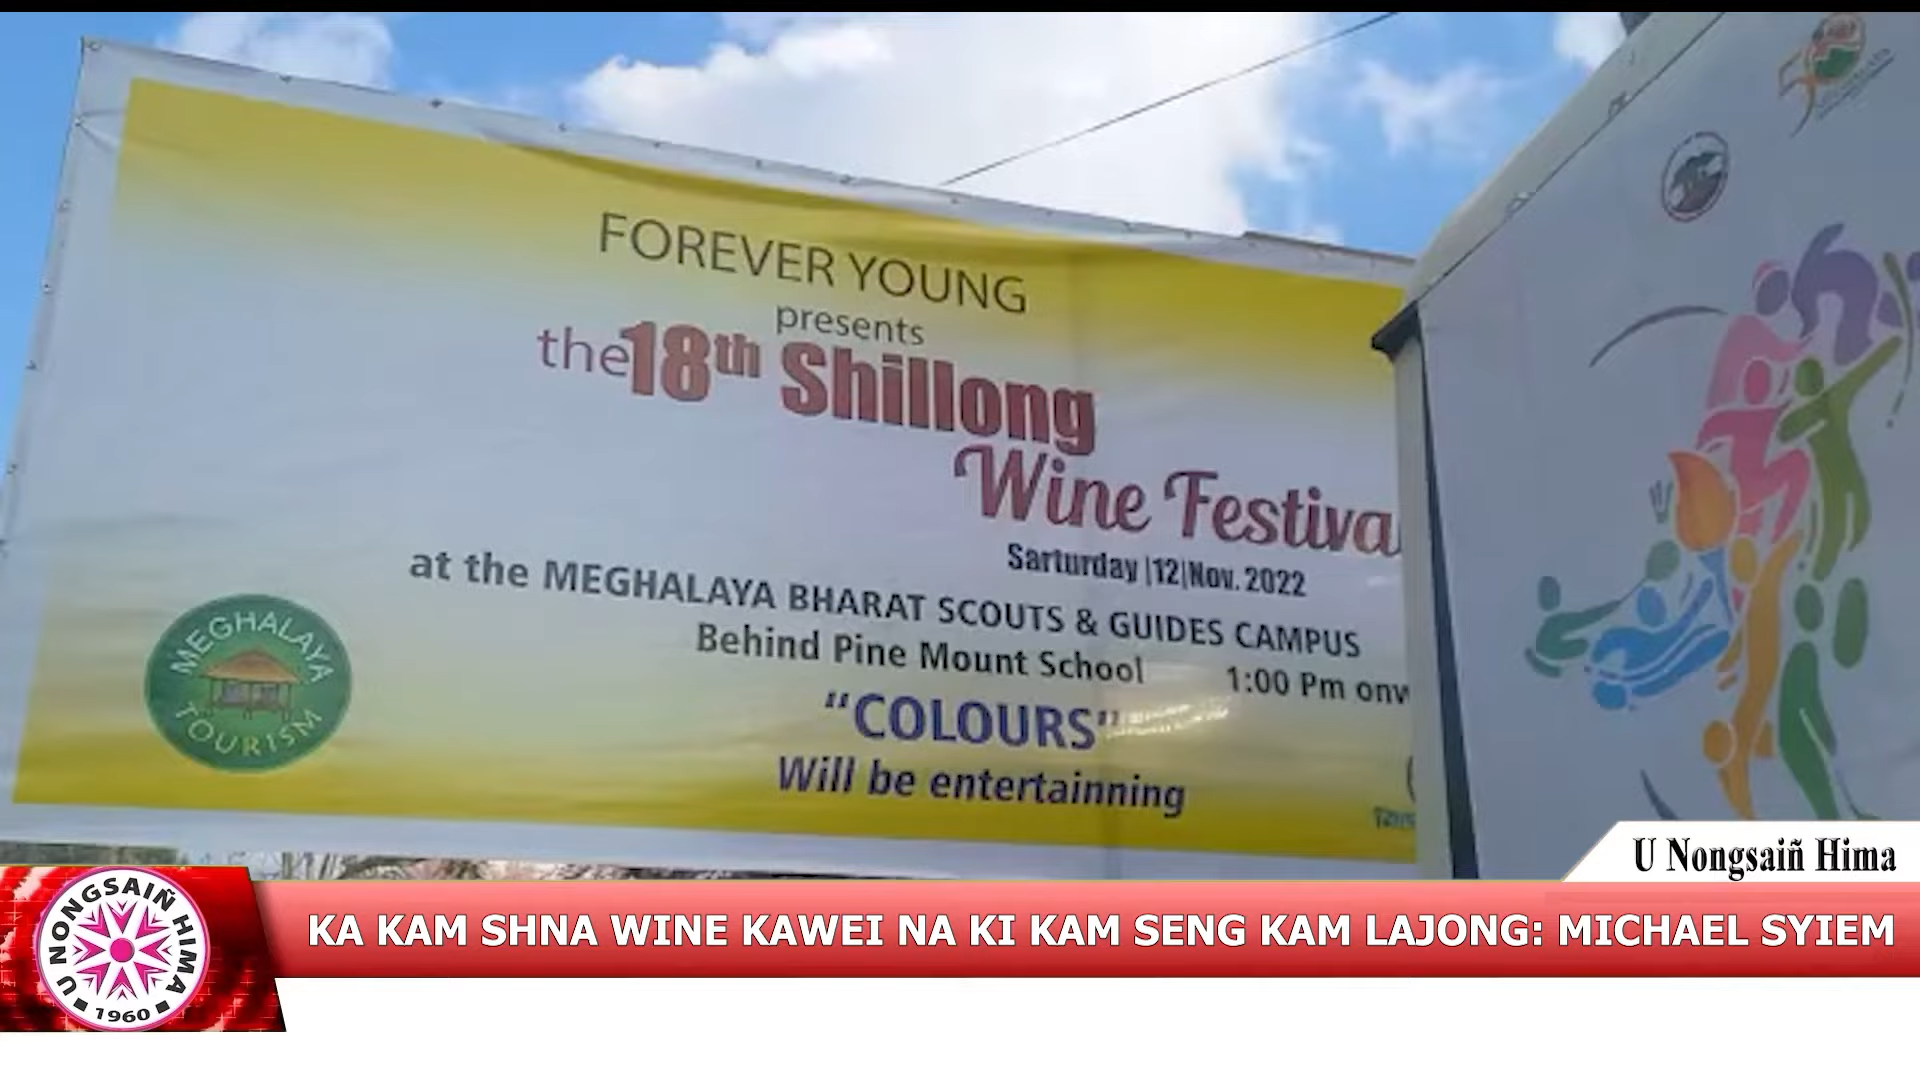 FOREVER YOUNG
presents
the 18th Shillong
Wine Festiva
Sarturday |12|Nov. 2022
at the MEGHALAYA BHARAT SCOUTS & GUIDES CAMPUS
Behind Pine Mount School 1:00 Pm onw
"COLOURS"
Will be entertainning
MEGHALAYA
TOURISM
U Nongsaiñ Hima
KA KAM SHNA WINE KAWEI NA KI KAM SENG KAM LAJONG: MICHAEL SYIEM
U NONGSAIÑ HIMA
1960